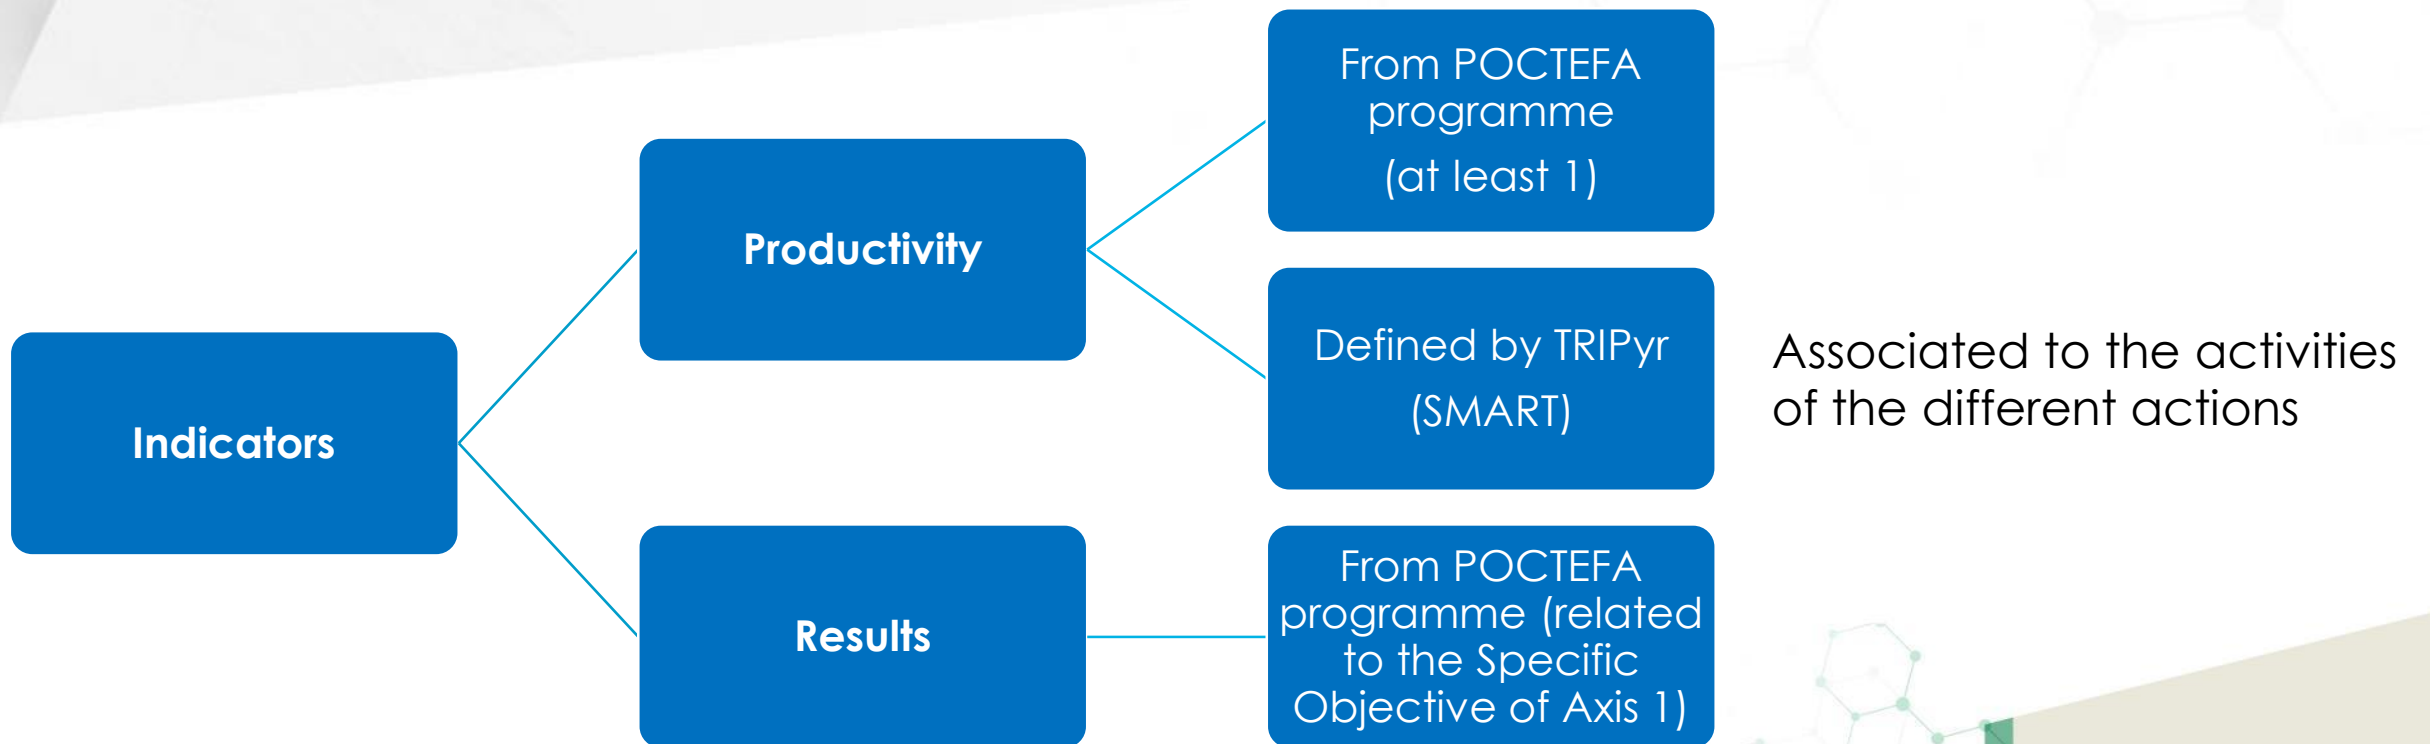 Indicators
Productivity
From POCTEFA
programme
(at least 1)
Defined by TRIPyr
(SMART)
Associated to the activities
of the different actions
Results
From POCTEFA
programme (related
to the Specific
Objective of Axis 1)